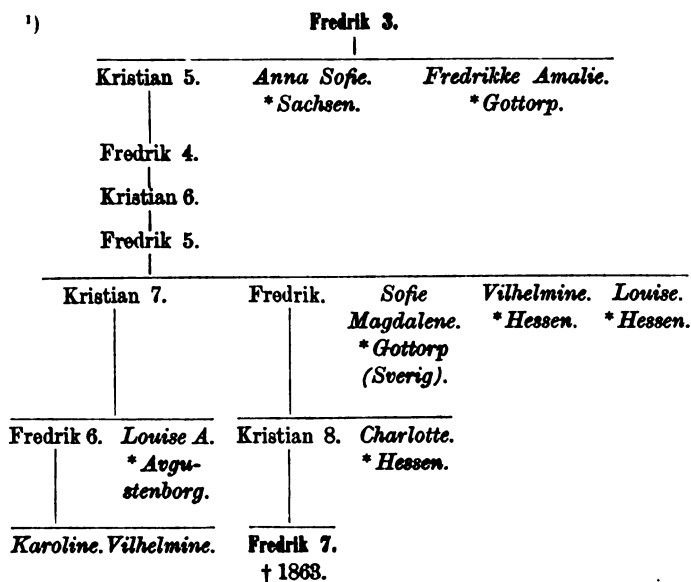 ¹) Fredrik 3.
Kristian 5. Anna Sofie. Fredrikke Amalie.
* Sachsen. * Gottorp.
Fredrik 4.
Kristian 6.
Fredrik 5.
Kristian 7. Fredrik. Sofie Vilhelmine. Louise.
Magdalene. * Hessen. * Hessen.
* Gottorp
(Sverig).
Fredrik 6. Louise A. Kristian 8. Charlotte.
* Avgu- * Hessen.
stenborg.
Karoline. Vilhelmine. Fredrik 7.
† 1863.